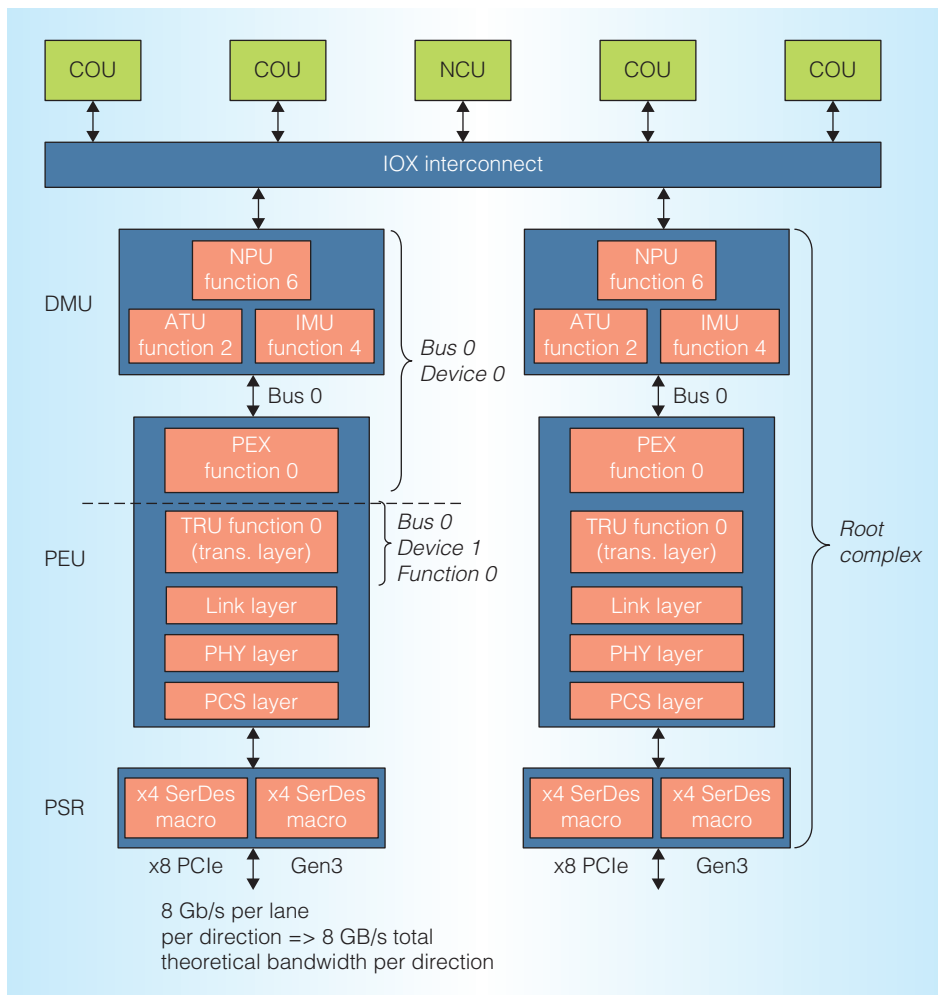 COU
COU
NCU
COU
COU
IOX interconnect
DMU
NPU
function 6
ATU
function 2
IMU
function 4
Bus 0
Device 0
Bus 0
PEX
function 0
PEU
TRU function 0
(trans. layer)
Bus 0
Device 1
Function 0
Link layer
PHY layer
PCS layer
PSR
x4 SerDes
macro
x4 SerDes
macro
x8 PCIe
Gen3
8 Gb/s per lane
per direction => 8 GB/s total
theoretical bandwidth per direction
NPU
function 6
ATU
function 2
IMU
function 4
Bus 0
PEX
function 0
TRU function 0
(trans. layer)
Link layer
PHY layer
PCS layer
Root
complex
x4 SerDes
macro
x4 SerDes
macro
x8 PCIe
Gen3